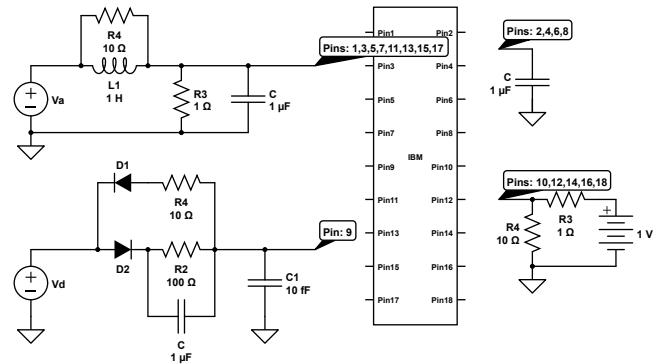 R4
10 Ω
L1
1 H
Va
+
−
R3
1 Ω
C
1 µF
Pins: 1,3,5,7,11,13,15,17
Pin1
Pin2
Pin3
Pin4
Pin5
Pin6
Pin7
Pin8
IBM
Pin9
Pin10
Pin11
Pin12
Pin13
Pin14
Pin15
Pin16
Pin17
Pin18
Pins: 2,4,6,8
C
1 µF
D1
R4
10 Ω
D2
R2
100 Ω
C
1 µF
Vd
+
−
Pin: 9
C1
10 fF
Pins: 10,12,14,16,18
R4
10 Ω
R3
1 Ω
+
1 V